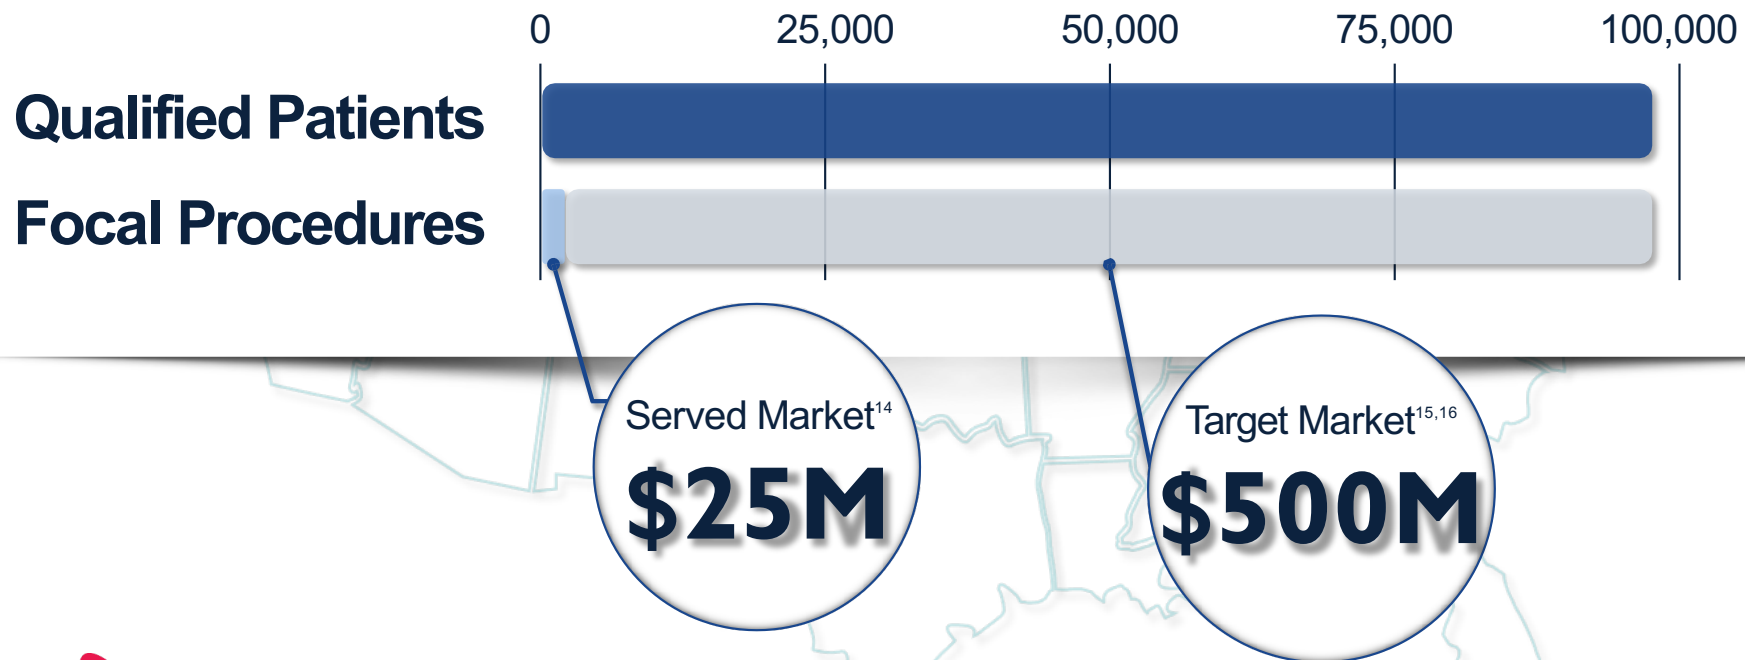 0 25,000 50,000 75,000 100,000
Qualified Patients
Focal Procedures
Served Market14
$25M
Target Market15,16
$500M